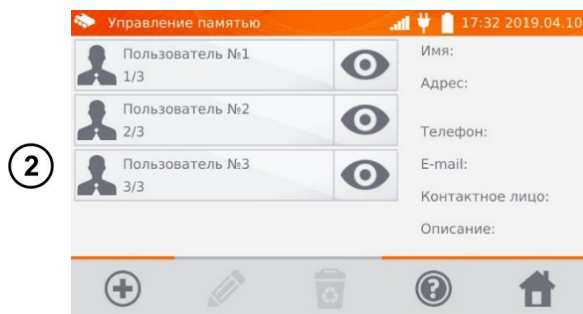 Управление памятью
17:32 2019.04.10
Пользователь №1
1/3
Пользователь №2
2/3
Пользователь №3
3/3
Имя:
Адрес:
Телефон:
E-mail:
Контактное лицо:
Описание:
2